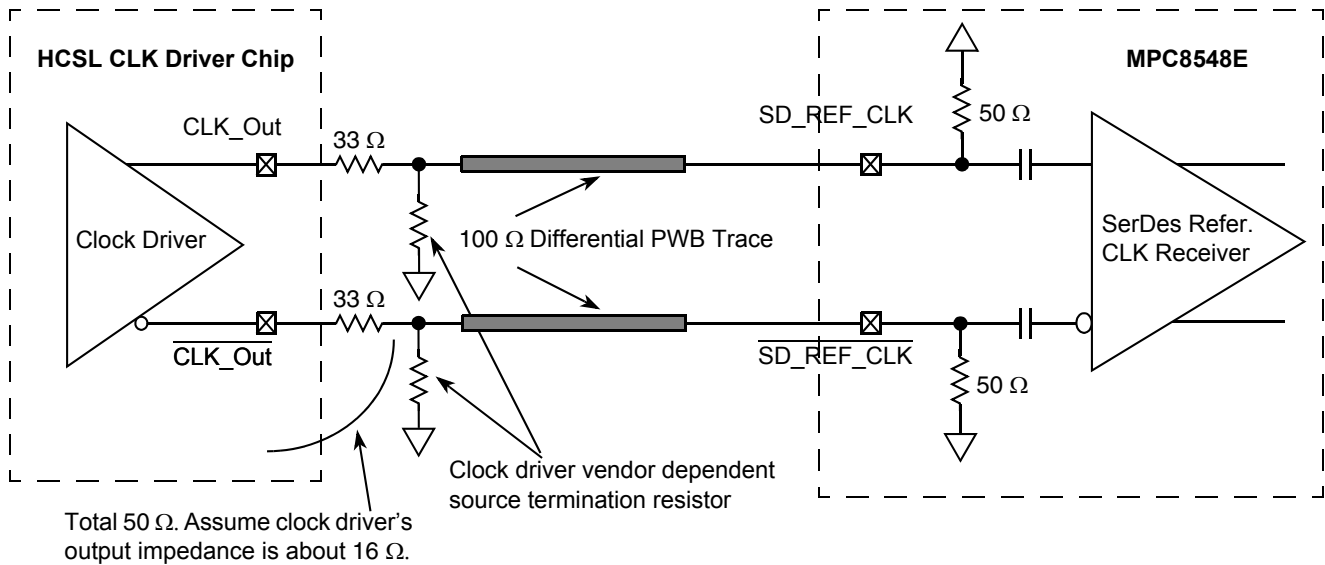 HCSL CLK Driver Chip
MPC8548E
CLK_Out
33 Ω
SD_REF_CLK
50 Ω
Clock Driver
100 Ω Differential PWB Trace
SerDes Refer.
CLK Receiver
33 Ω
CLK_Out
SD_REF_CLK
50 Ω
Clock driver vendor dependent
source termination resistor
Total 50 Ω. Assume clock driver's
output impedance is about 16 Ω.